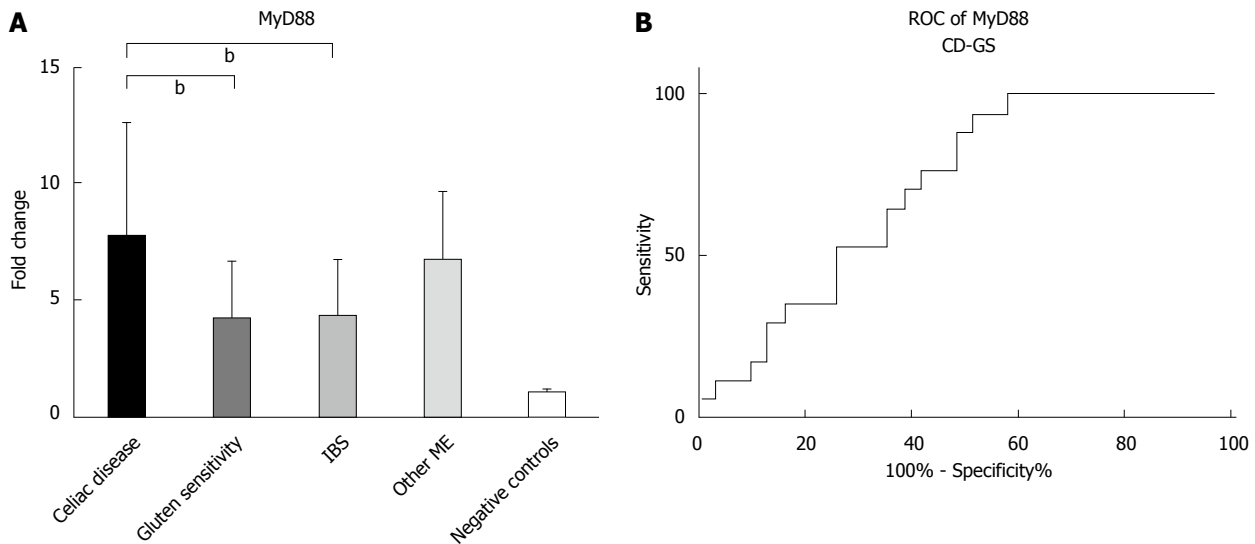 A
MyD88
b
b
15
10
5
0
Fold change
Celiac disease
Gluten sensitivity
IBS
Other ME
Negative controls
B
ROC of MyD88
CD-GS
100
50
0
Sensitivity
0 20 40 60 80 100
100% - Specificity%